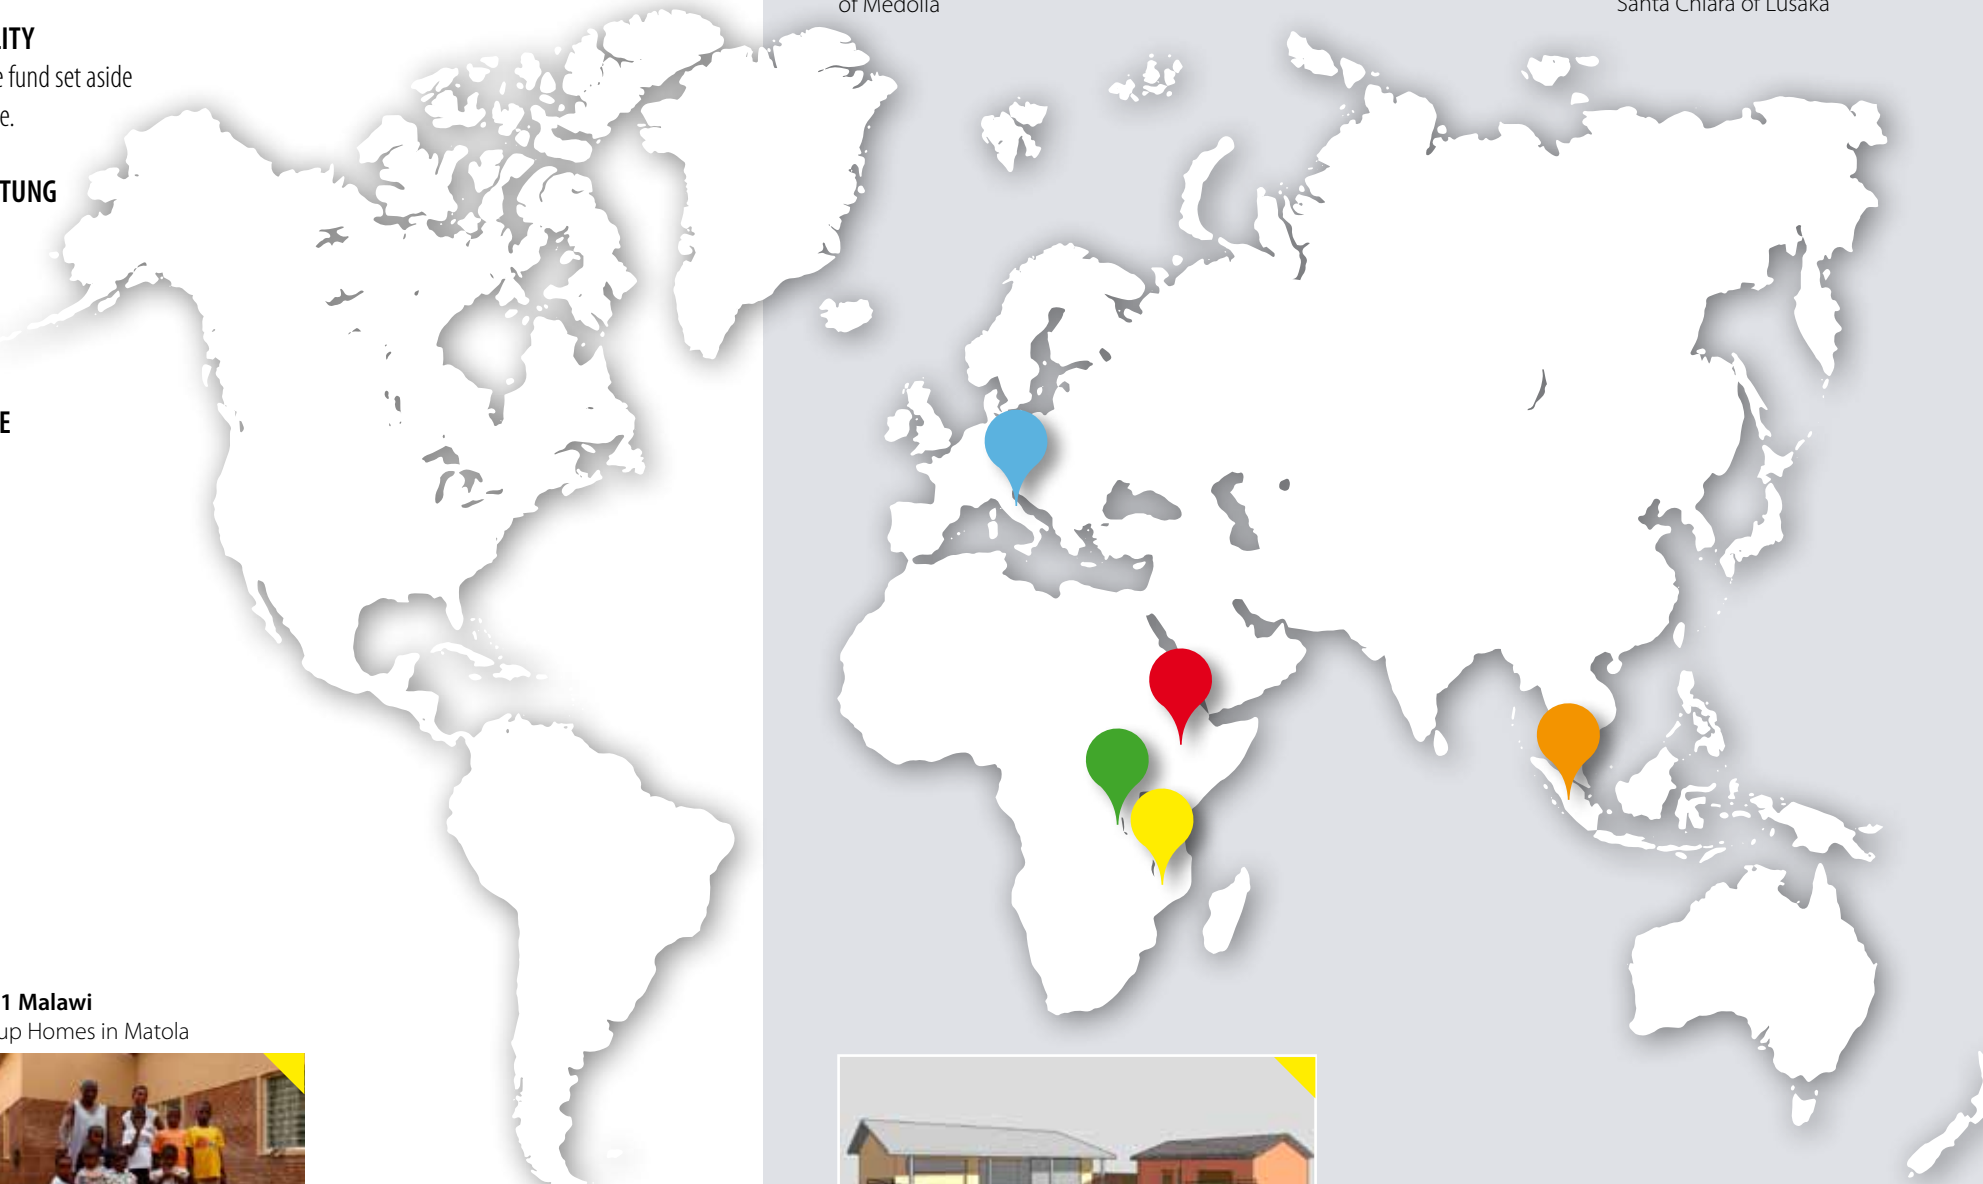 of Medolla
Santa Chiara of Lusaka
ITY
fund set aside
e.
TUNG
E
1 Malawi
up Homes in Matola